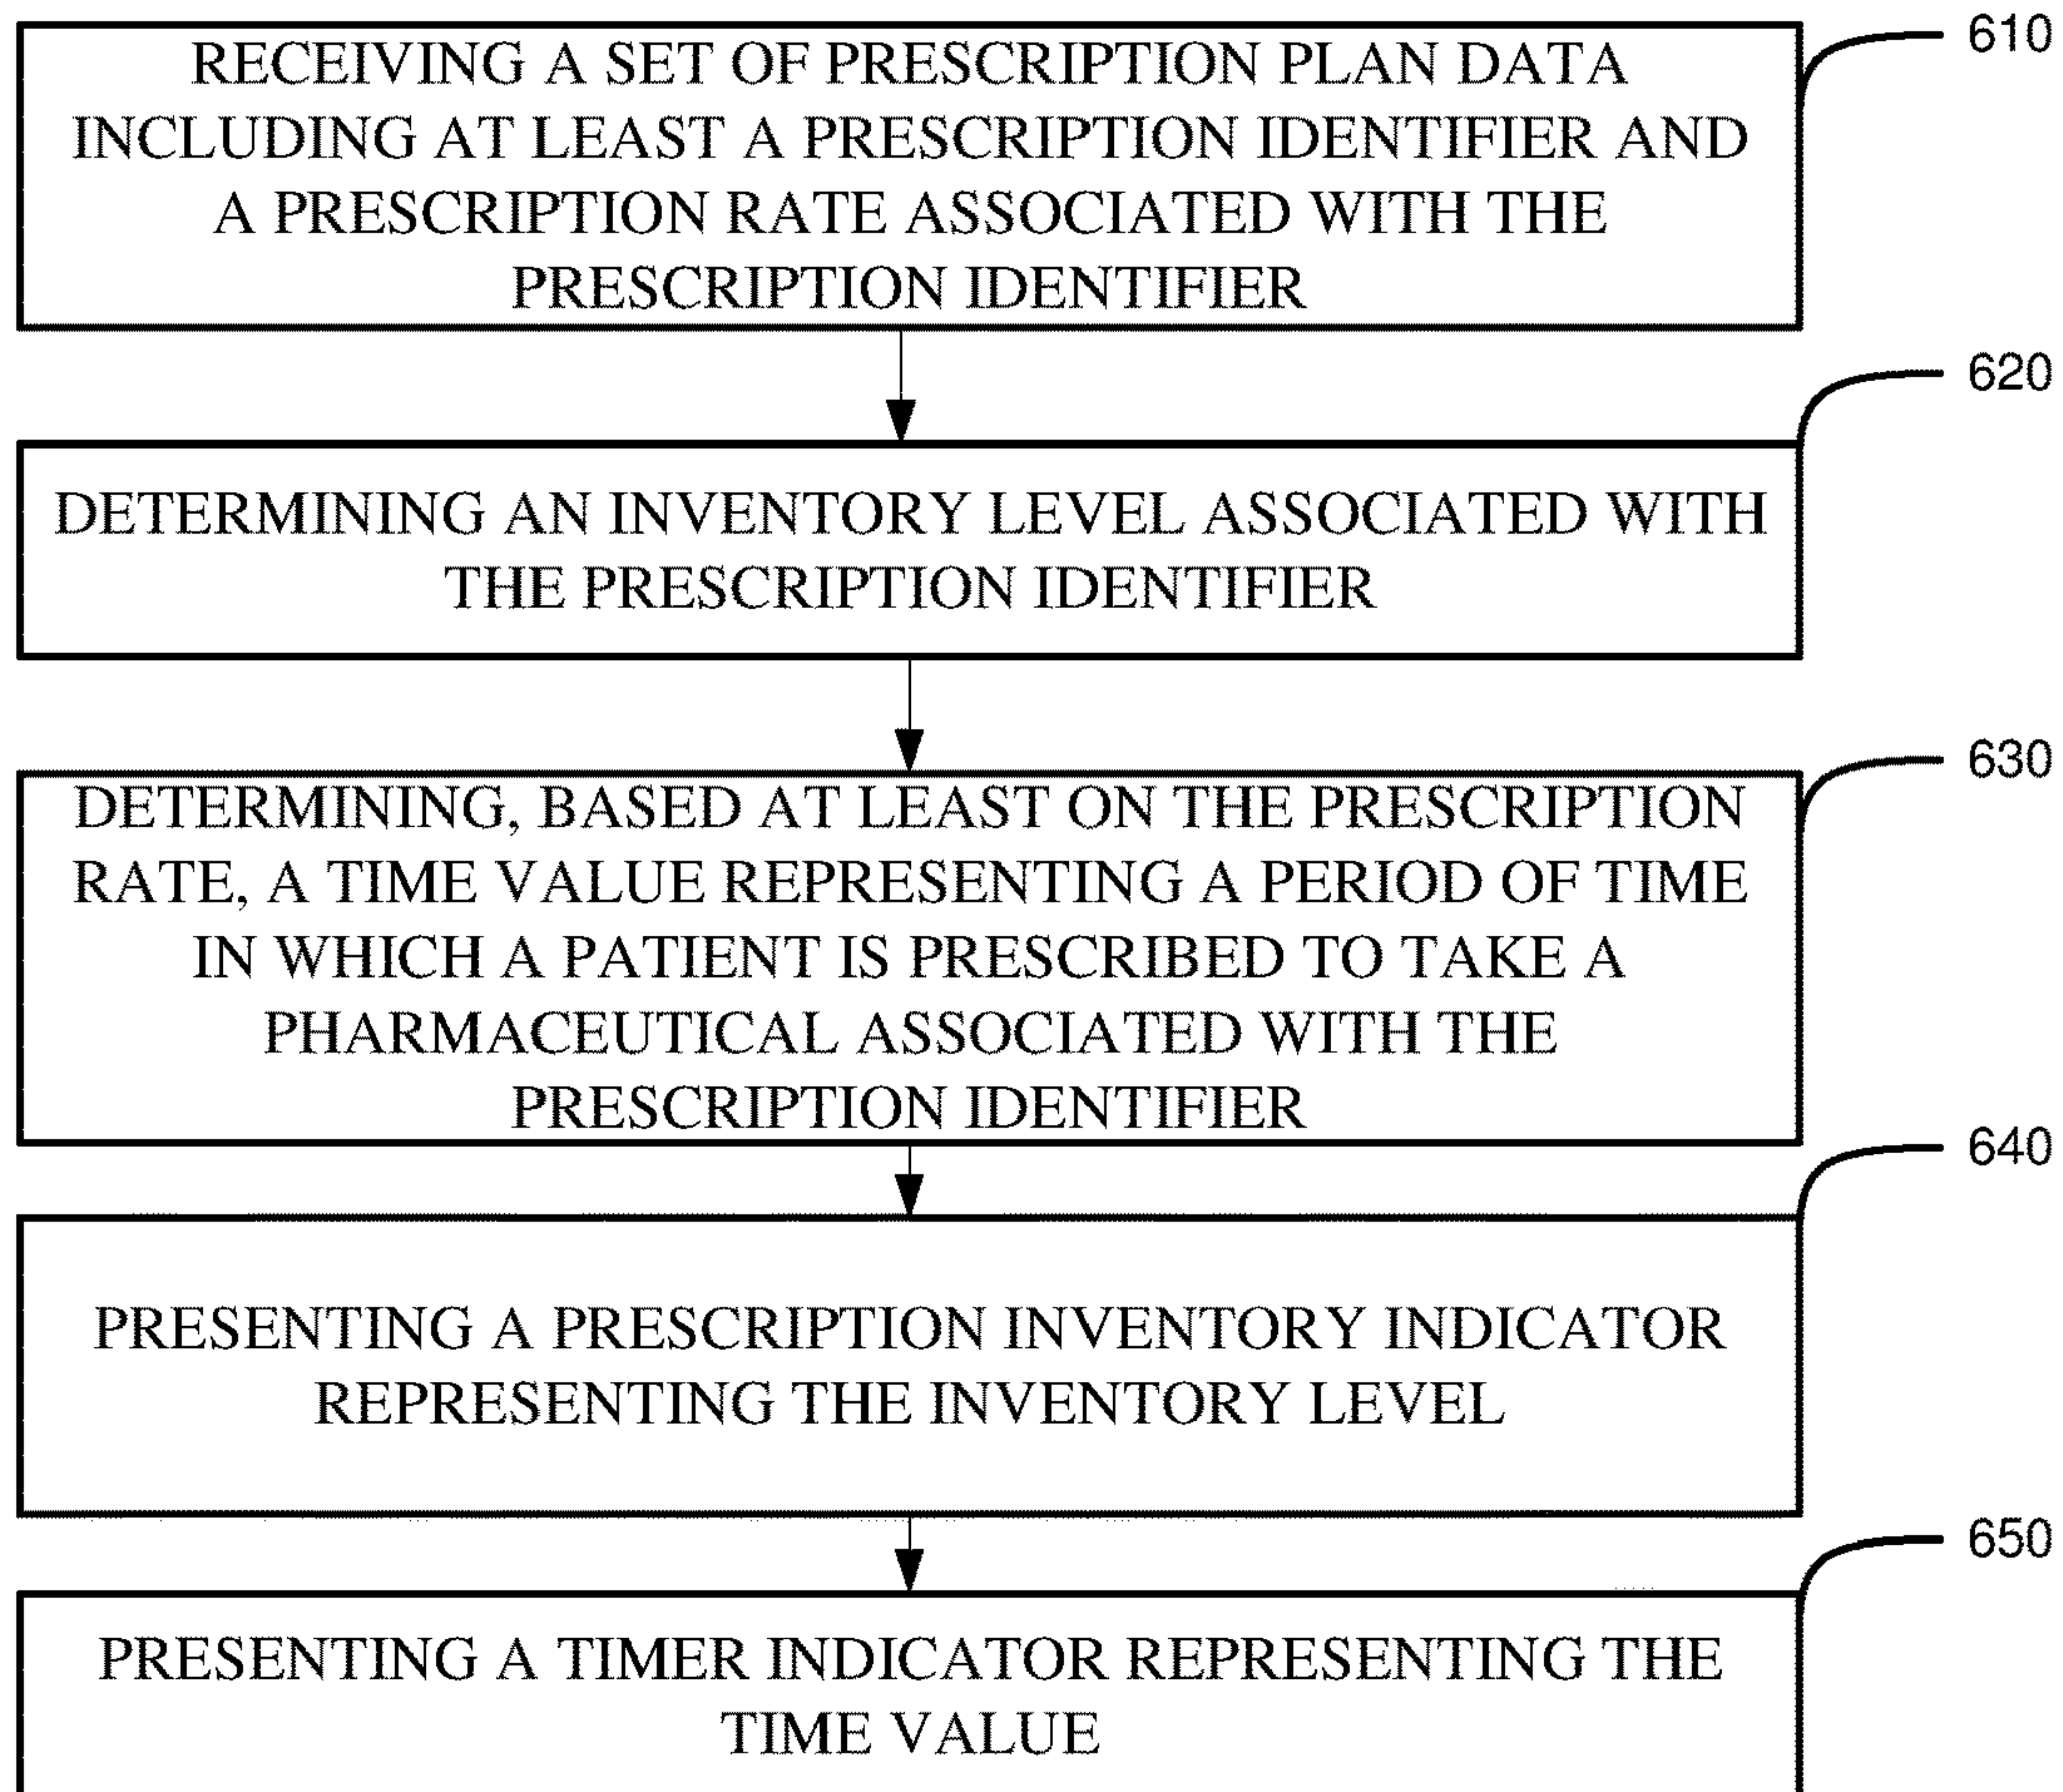 610
RECEIVING A SET OF PRESCRIPTION PLAN DATA
INCLUDING AT LEAST A PRESCRIPTION IDENTIFIER AND
A PRESCRIPTION RATE ASSOCIATED WITH THE
PRESCRIPTION IDENTIFIER
620
DETERMINING AN INVENTORY LEVEL ASSOCIATED WITH
THE PRESCRIPTION IDENTIFIER
630
DETERMINING, BASED AT LEAST ON THE PRESCRIPTION
RATE, A TIME VALUE REPRESENTING A PERIOD OF TIME
IN WHICH A PATIENT IS PRESCRIBED TO TAKE A
PHARMACEUTICAL ASSOCIATED WITH THE
PRESCRIPTION IDENTIFIER
640
PRESENTING A PRESCRIPTION INVENTORY INDICATOR
REPRESENTING THE INVENTORY LEVEL
650
PRESENTING A TIMER INDICATOR REPRESENTING THE
TIME VALUE